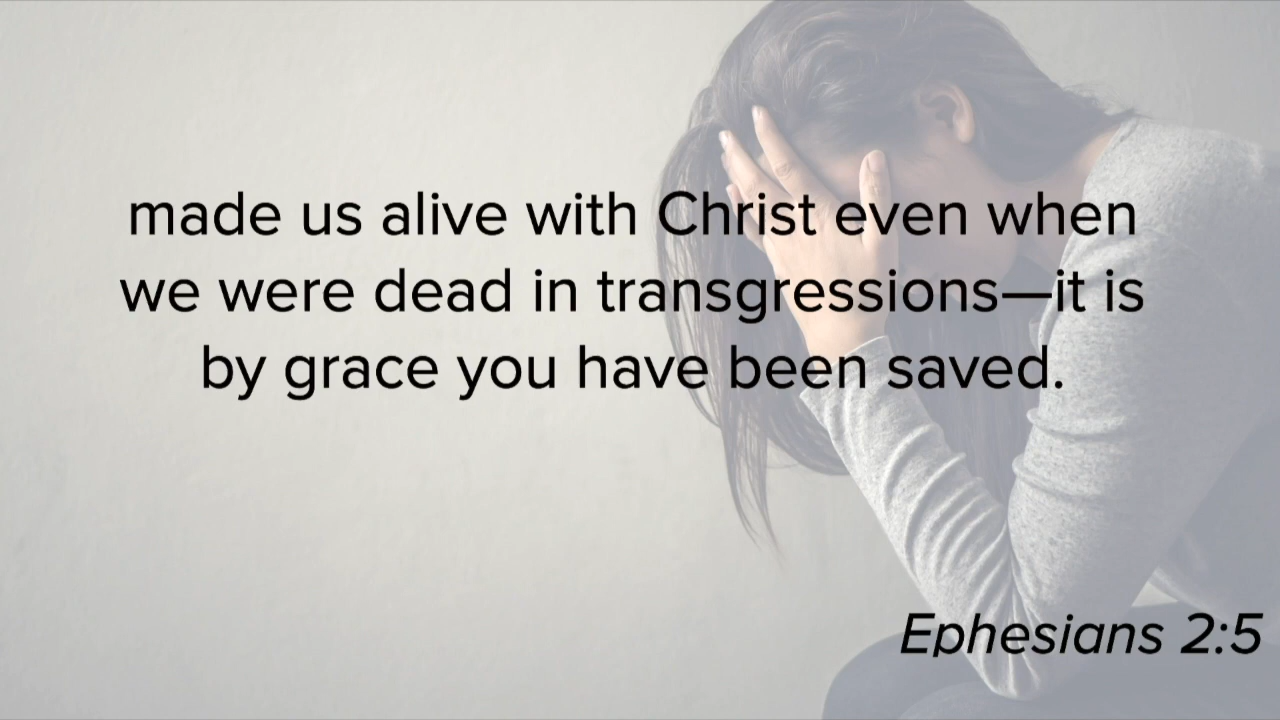 made us alive with Christ even when
we were dead in transgressions—it is
by grace you have been saved.
Ephesians 2:5